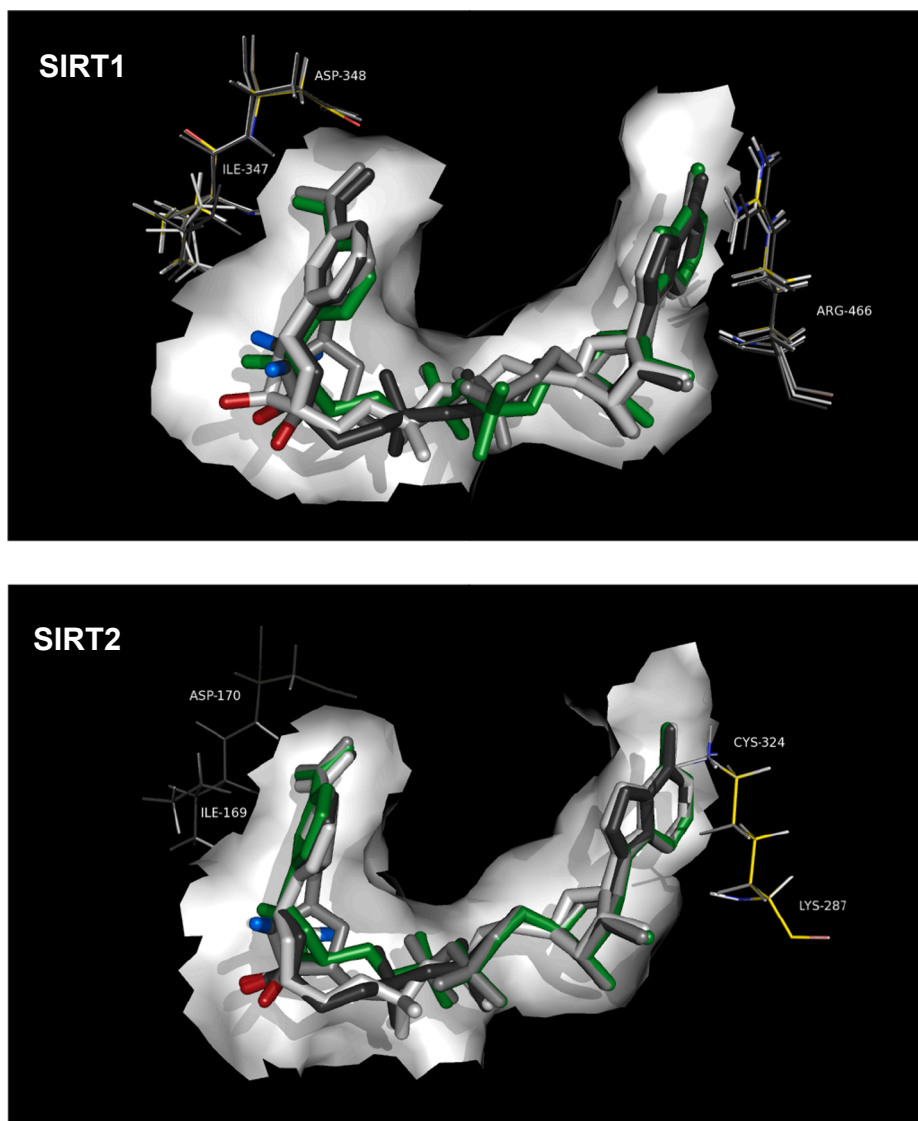 SIRT1
ASP-348
ILE-347
ARG-466
SIRT2
ASP-170
CYS-324
ILE-169
LYS-287